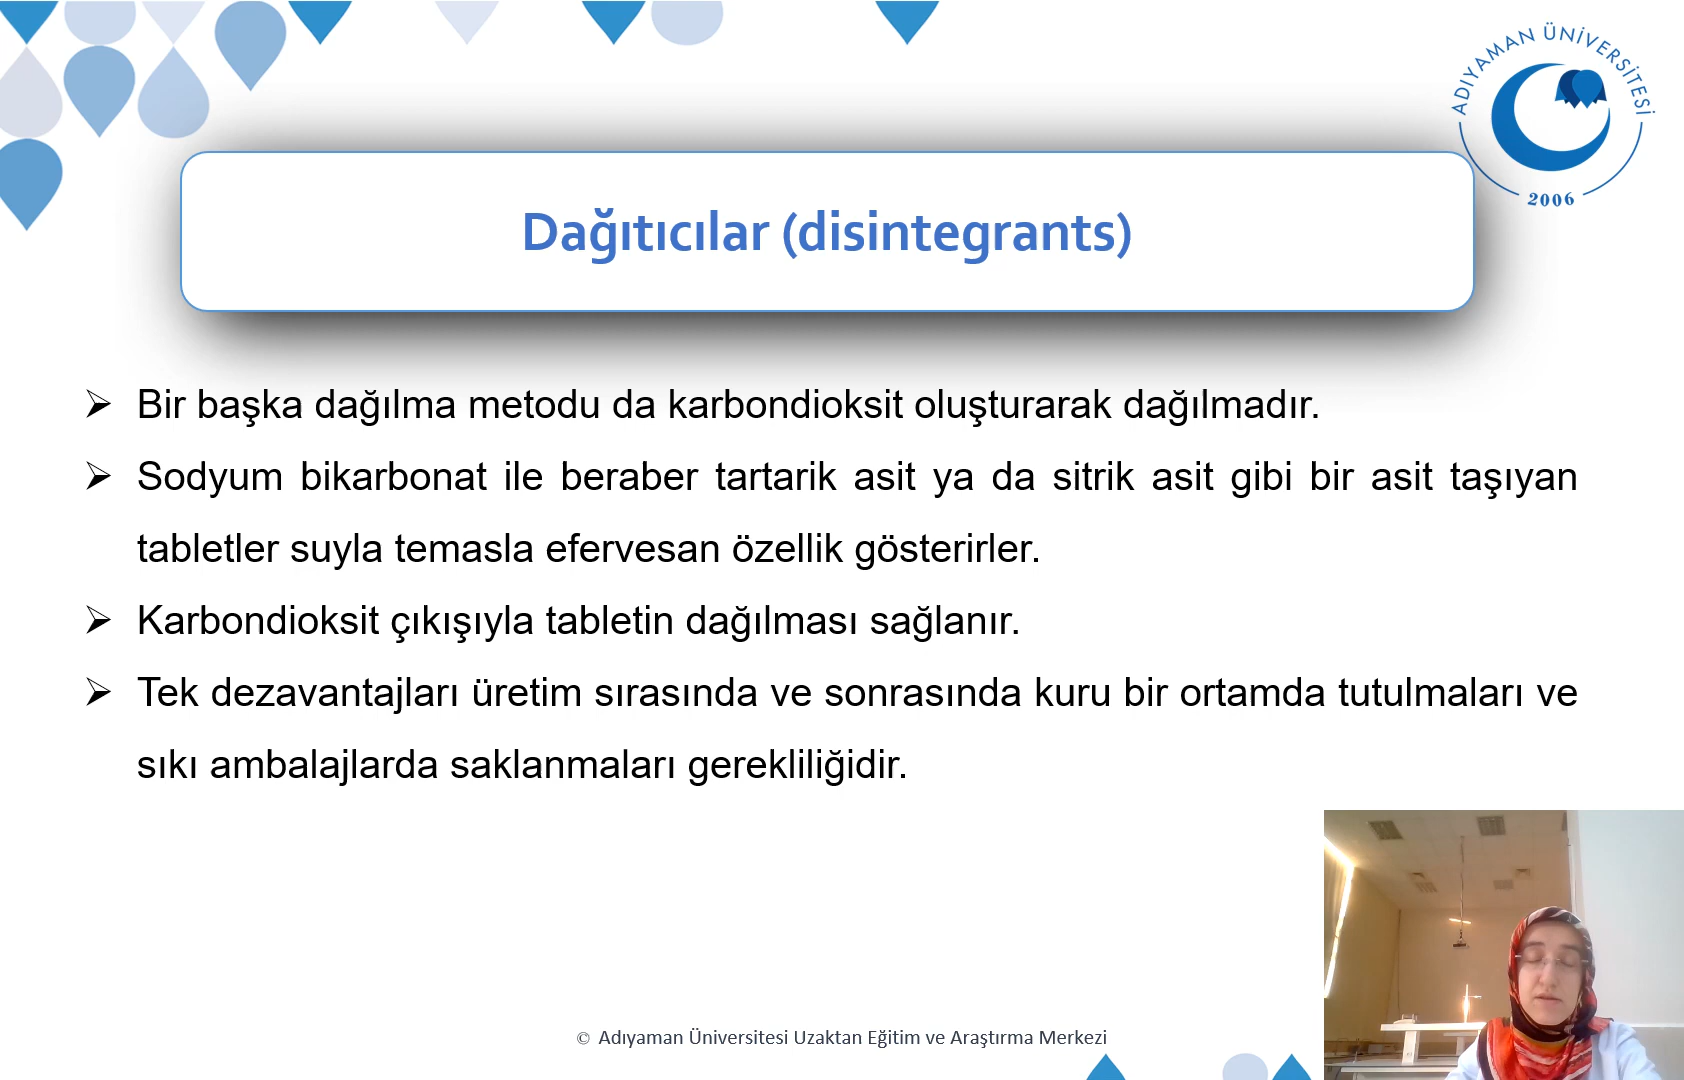 ADIYAMAN ÜNİVERSİTESİ
2006
Dağıtıcılar (disintegrants)
➢ Bir başka dağılma metodu da karbondioksit oluşturarak dağılmadır.
➢ Sodyum bikarbonat ile beraber tartarik asit ya da sitrik asit gibi bir asit taşıyan
tabletler suyla temasla efervesan özellik gösterirler.
➢ Karbondioksit çıkışıyla tabletin dağılması sağlanır.
➢ Tek dezavantajları üretim sırasında ve sonrasında kuru bir ortamda tutulmaları ve
sıkı ambalajlarda saklanmaları gerekliliğidir.
© Adıyaman Üniversitesi Uzaktan Eğitim ve Araştırma Merkezi